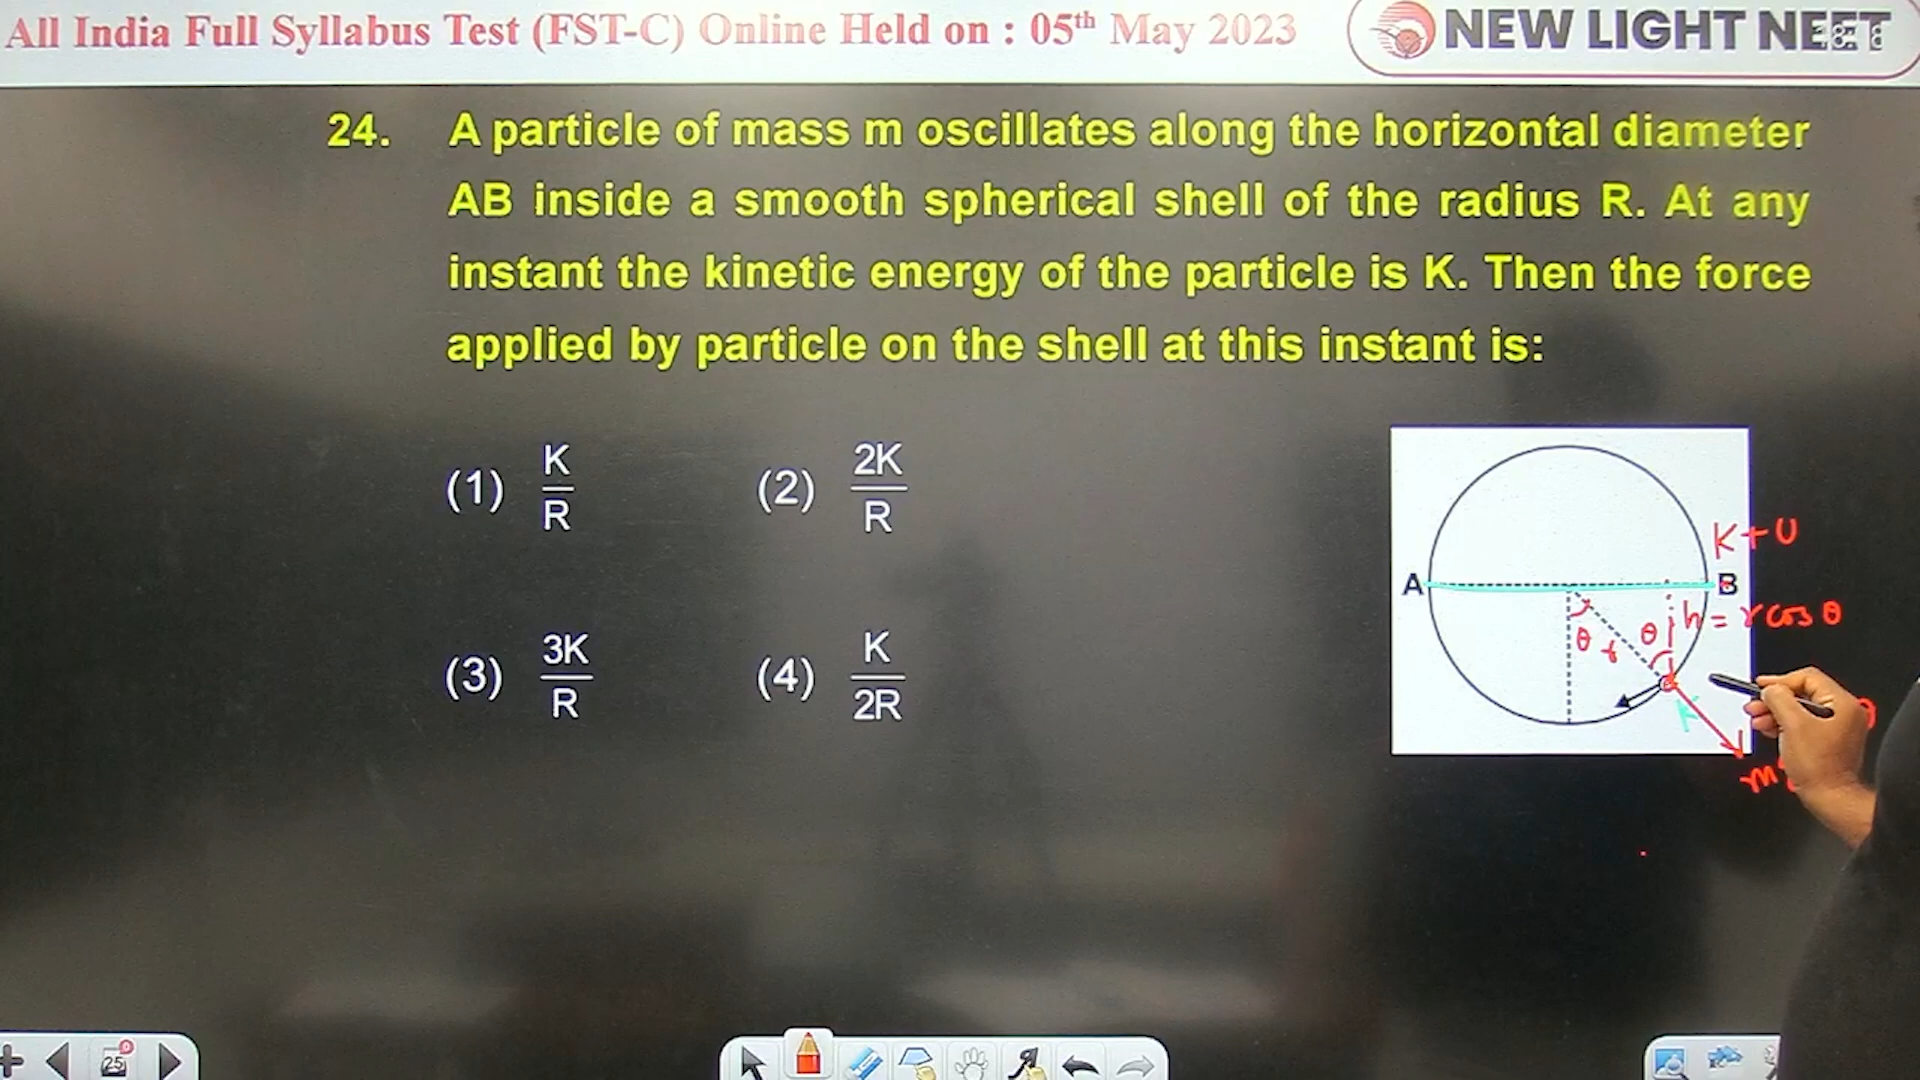 All India Full Syllabus Test (FST-C) Online Held on : 05th May 2023
NEW LIGHT NEET
24. A particle of mass m oscillates along the horizontal diameter
AB inside a smooth spherical shell of the radius R. At any
instant the kinetic energy of the particle is K. Then the force
applied by particle on the shell at this instant is:
(1) K/R (2) 2K/R
(3) 3K/R (4) K/2R
K+U
A B
h = r cos θ
θ r θ
K
m
25